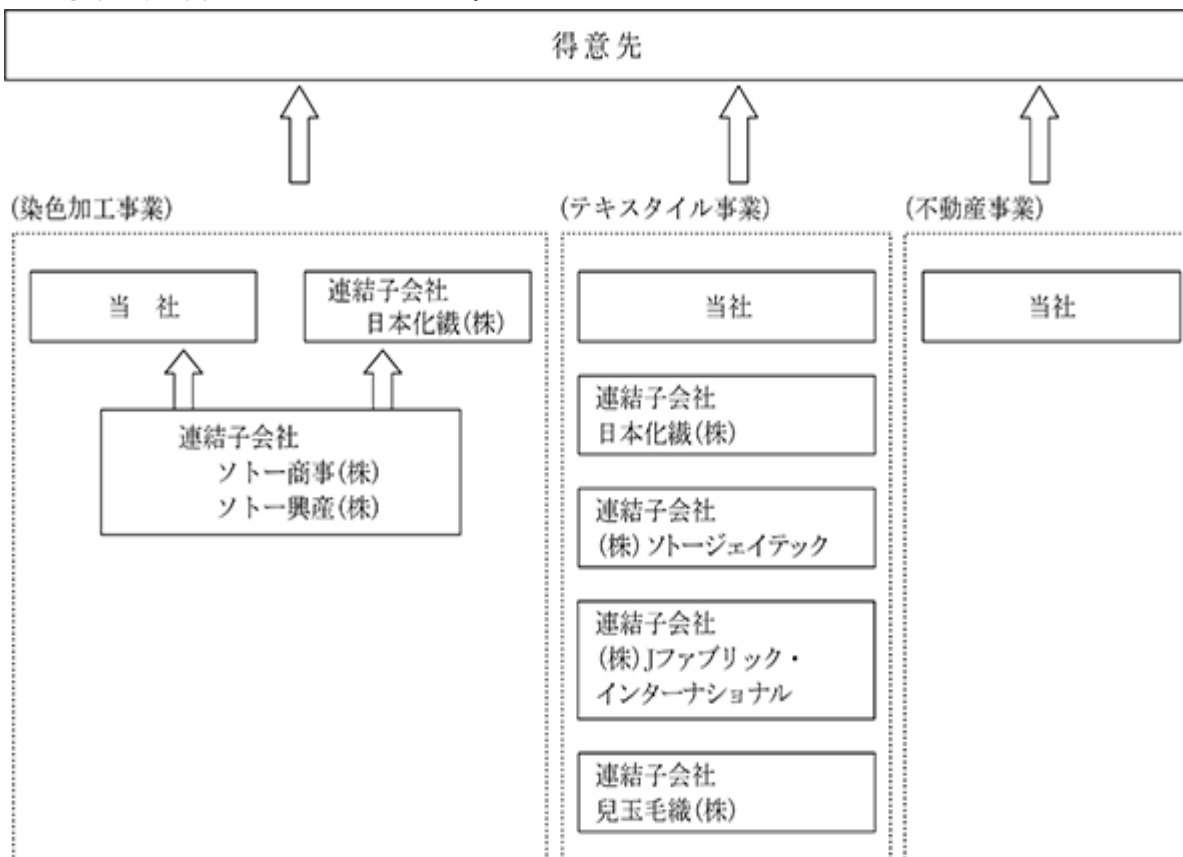 得意先
(染色加工事業)
(テキスタイル事業)
(不動産事業)
当 社
連結子会社
日本化繊(株)
連結子会社
ソトー商事(株)
ソトー興産(株)
当社
連結子会社
日本化繊(株)
連結子会社
(株)ソトージェイテック
連結子会社
(株)Jファブリック・
インターナショナル
連結子会社
兒玉毛織(株)
当社